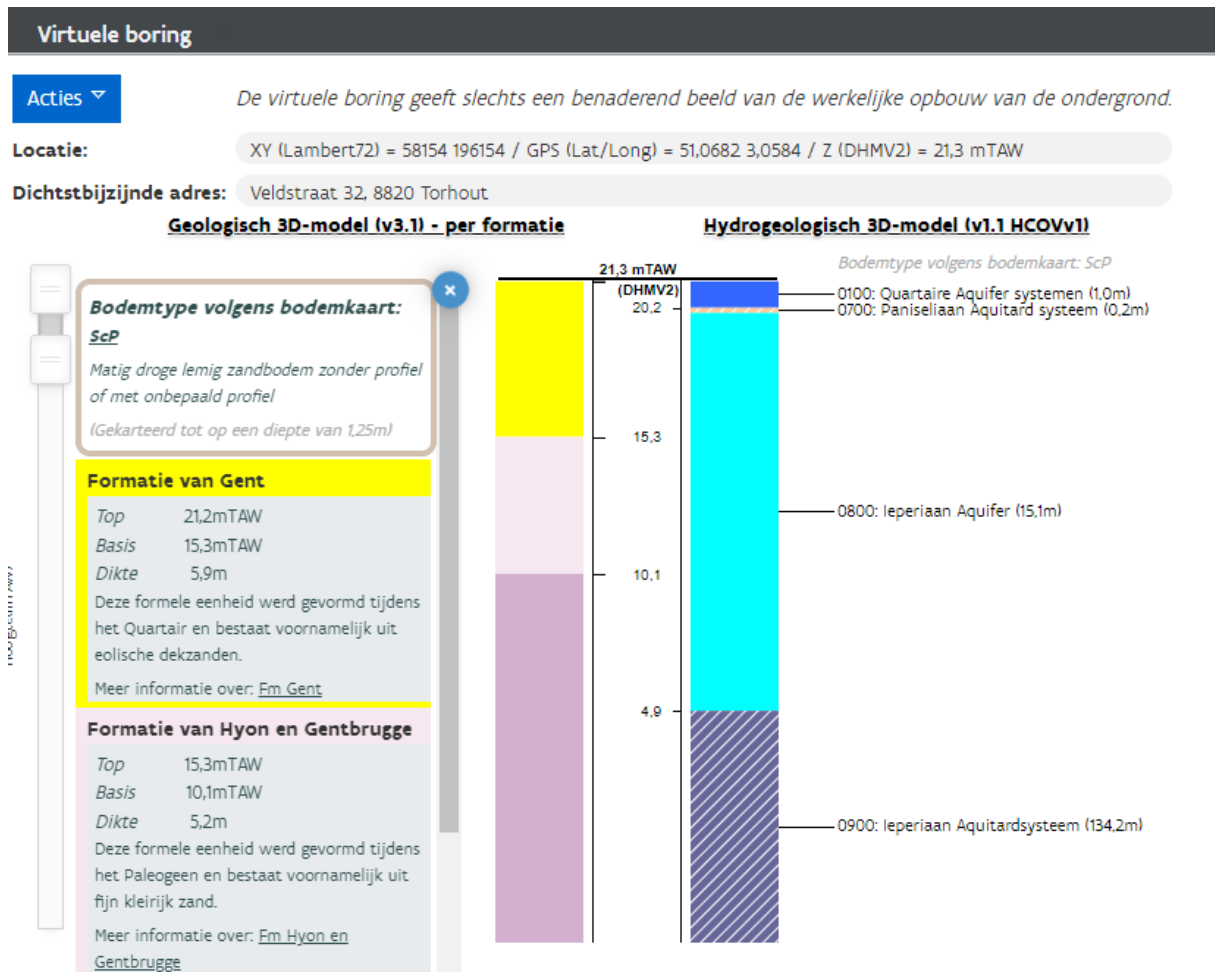 Virtuele boring
Acties
De virtuele boring geeft slechts een benaderend beeld van de werkelijke opbouw van de ondergrond.
Locatie: XY (Lambert72) = 58154 196154 / GPS (Lat/Long) = 51,0682 3,0584 / Z (DHMV2) = 21,3 mTAW
Dichtstbijzijnde adres: Veldstraat 32, 8820 Torhout
Geologisch 3D-model (v3.1) - per formatie
Bodemtype volgens bodemkaart:
ScP
Matig droge lemig zandbodem zonder profiel
of met onbepaald profiel
(Gekarteerd tot op een diepte van 1,25m)
Formatie van Gent
Top 21,2mTAW
Basis 15,3mTAW
Dikte 5,9m
Deze formele eenheid werd gevormd tijdens
het Quartair en bestaat voornamelijk uit
eolische dekzanden.
Meer informatie over: Fm Gent
Formatie van Hyon en Gentbrugge
Top 15,3mTAW
Basis 10,1mTAW
Dikte 5,2m
Deze formele eenheid werd gevormd tijdens
het Paleogeen en bestaat voornamelijk uit
fijn kleirijk zand.
Meer informatie over: Fm Hyon en
Gentbrugge
Hydrogeologisch 3D-model (v1.1 HCOVv1)
Bodemtype volgens bodemkaart: ScP
21,3 mTAW
(DHMV2)
20,2
15,3
10,1
4,9
0100: Quartaire Aquifer systemen (1,0m)
0700: Paniseliaan Aquitard systeem (0,2m)
0800: Ieperiaan Aquifer (15,1m)
0900: Ieperiaan Aquitardsysteem (134,2m)